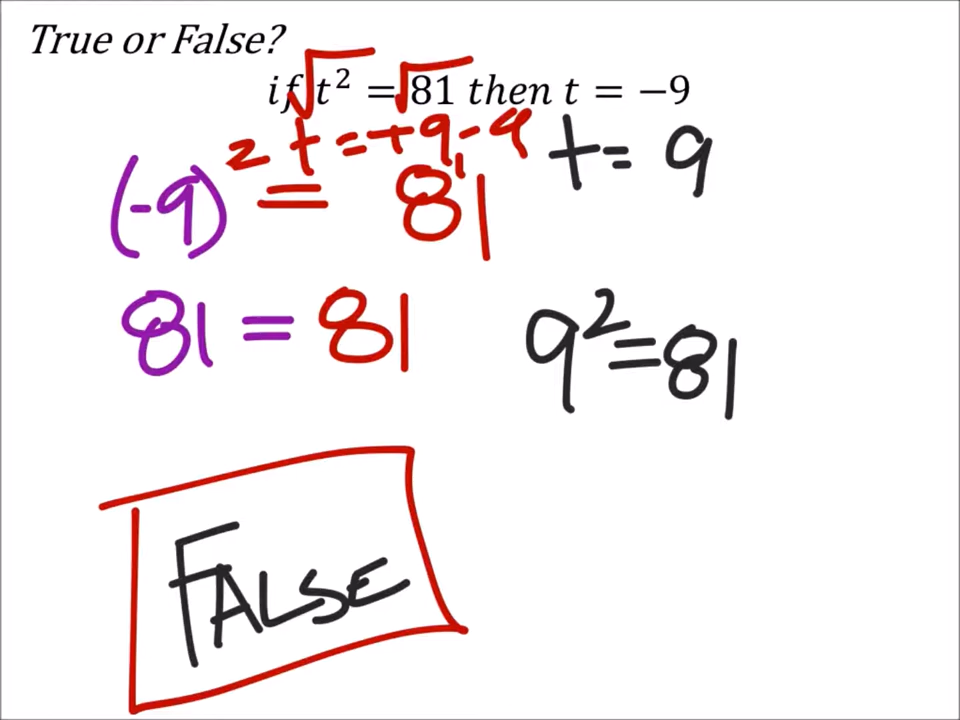 True or False?
if √t² = √81 then t = −9
t = +9, -9
t = 9
(-9)² = 81
81 = 81
9² = 81
FALSE